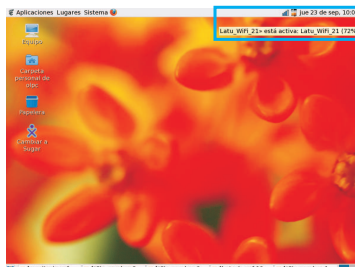 Aplicaciones Lugares Sistema jue 23 de sep, 10:0
Latu_WiFi_21» está activa: Latu_WiFi_21 (72%
Equipo
Carpeta
personal de
olpc
Papelera
Cambiar a
Sugar